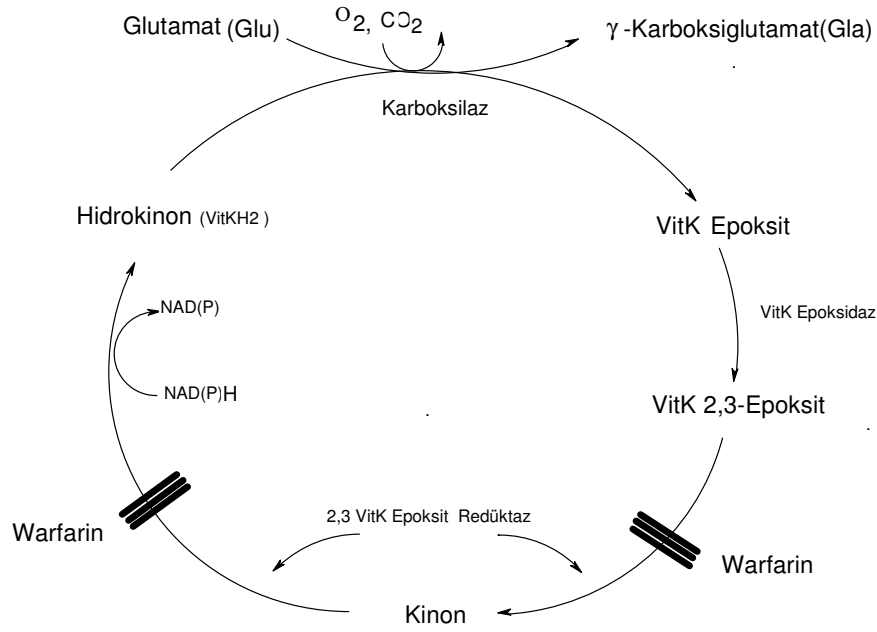 Glutamat (Glu)
O2, CO2
γ-Karboksiglutamat(Gla)
Karboksilaz
Hidrokinon (VitKH2 )
VitK Epoksit
NAD(P)
VitK Epoksidaz
NAD(P)H
VitK 2,3-Epoksit
2,3 VitK Epoksit Redüktaz
Warfarin
Warfarin
Kinon